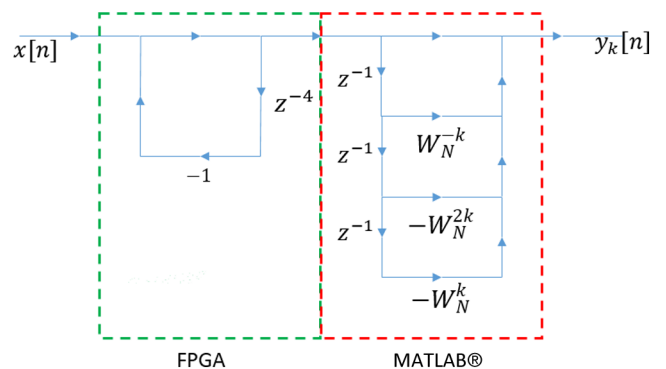 x[n]
y_k[n]
z^{-1}
z^{-4}
W_N^{-k}
z^{-1}
-1
-W_N^{2k}
z^{-1}
-W_N^{k}
FPGA
MATLAB®